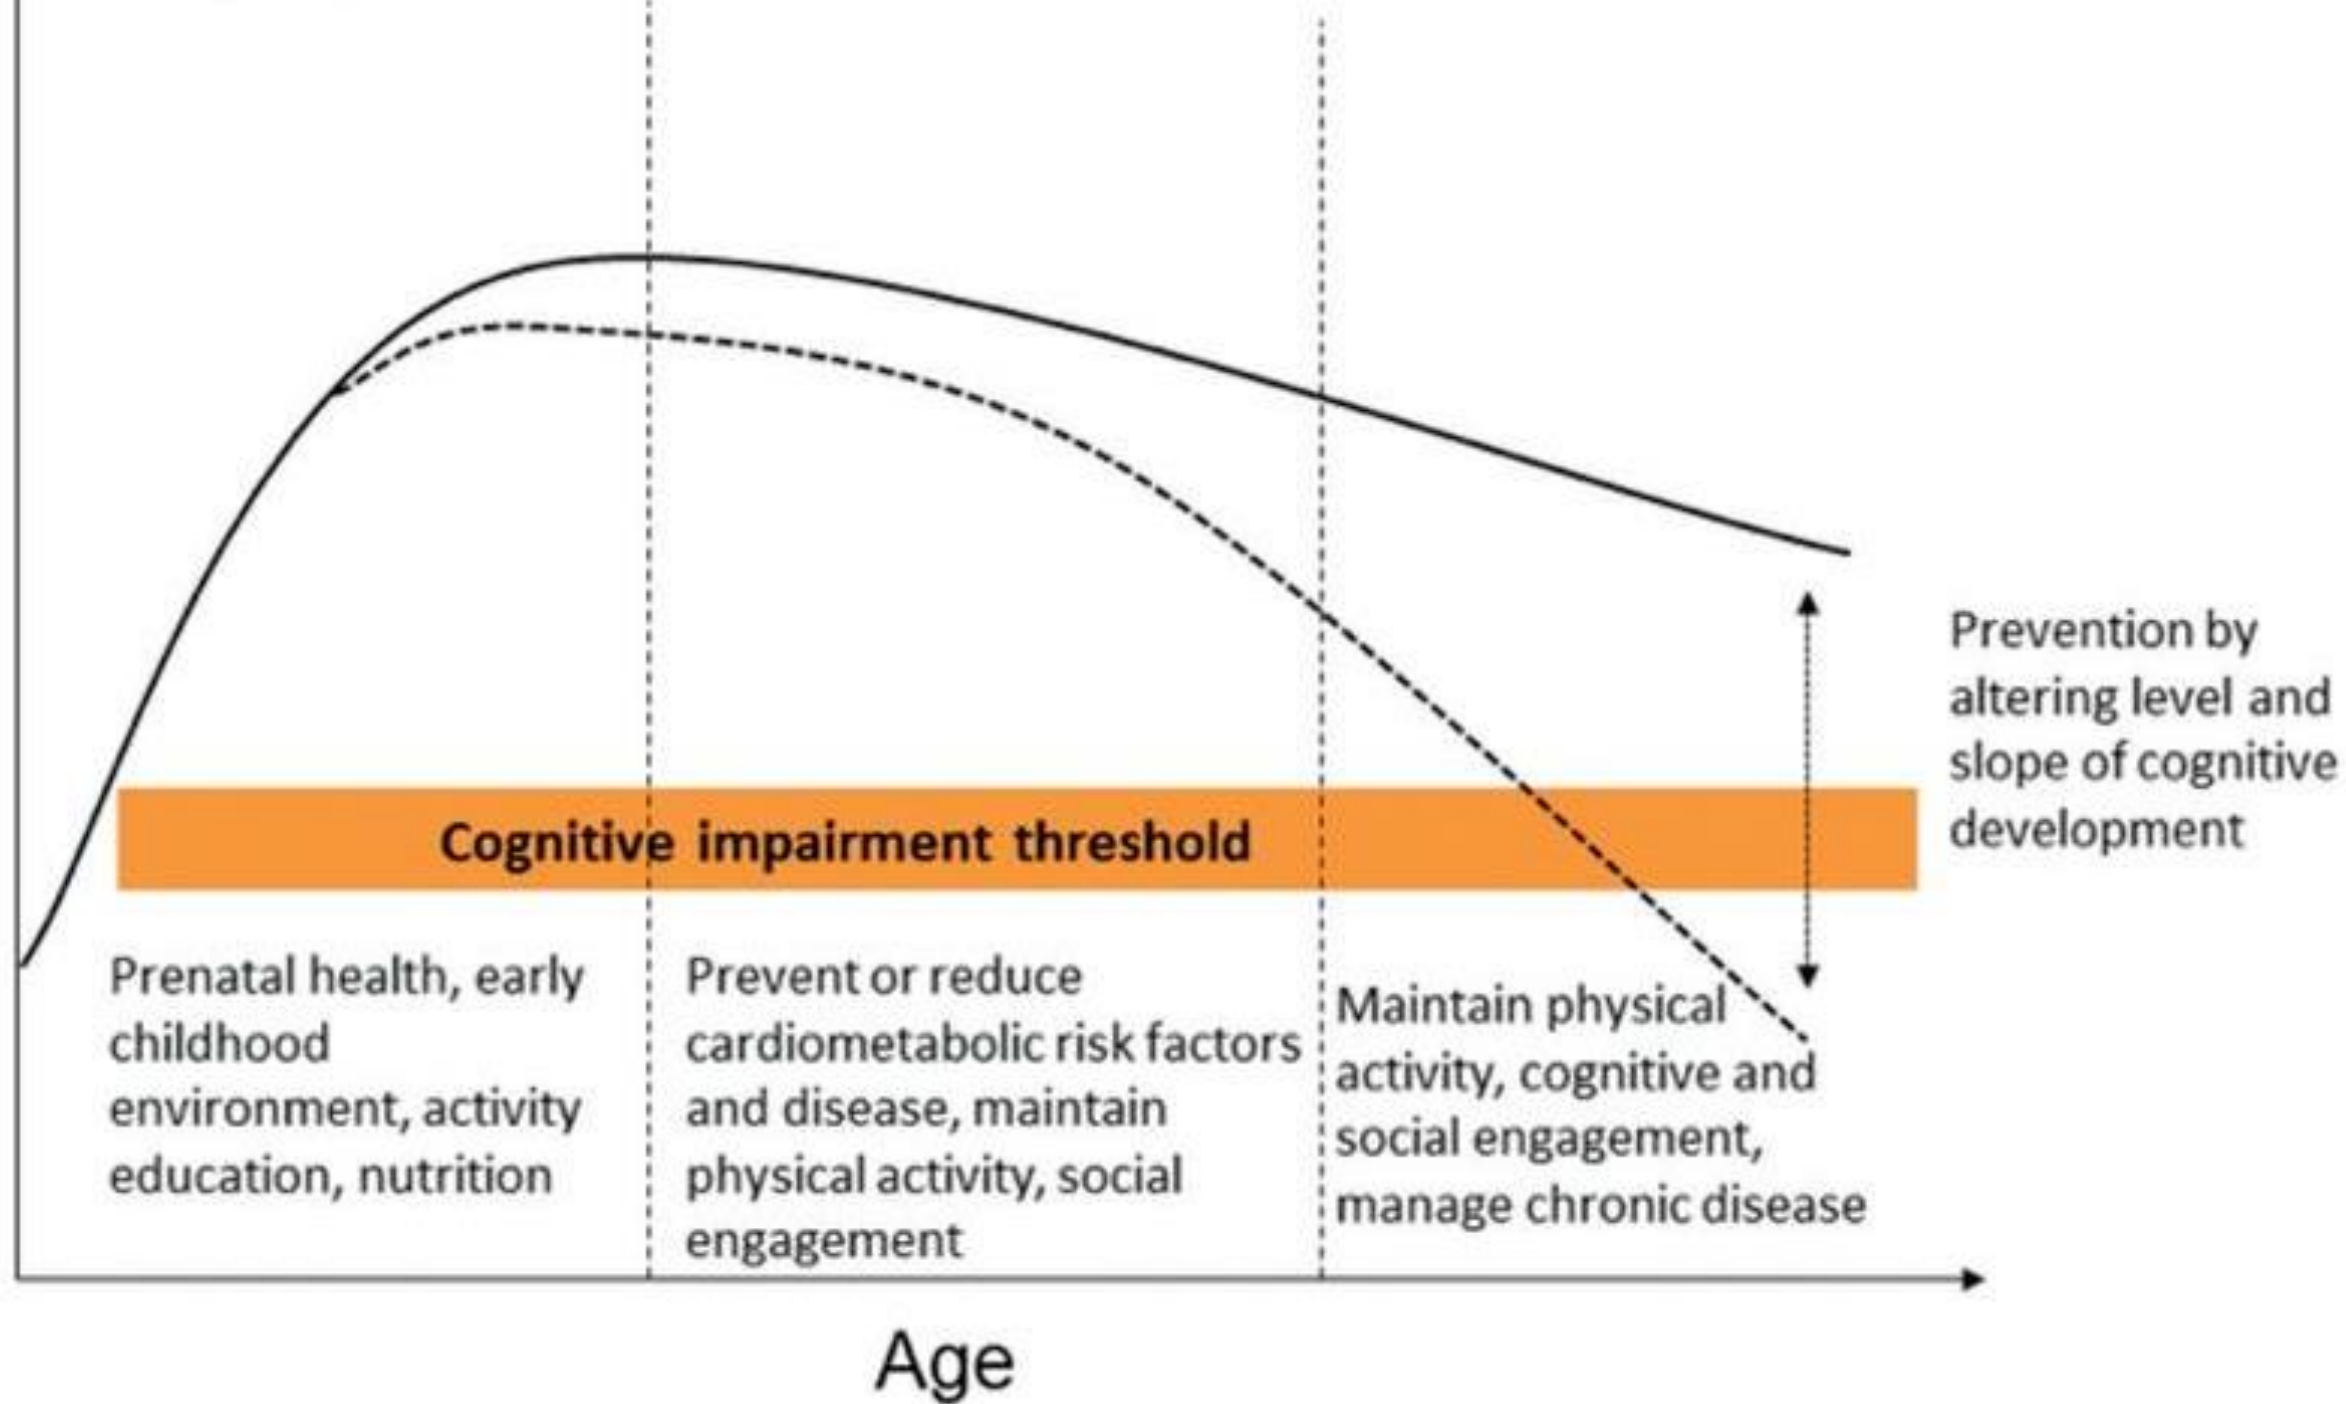 Prevention by
altering level and
slope of cognitive
development
Cognitive impairment threshold
Prenatal health, early
childhood
environment, activity
education, nutrition
Prevent or reduce
cardiometabolic risk factors
and disease, maintain
physical activity, social
engagement
Maintain physical
activity, cognitive and
social engagement,
manage chronic disease
Age